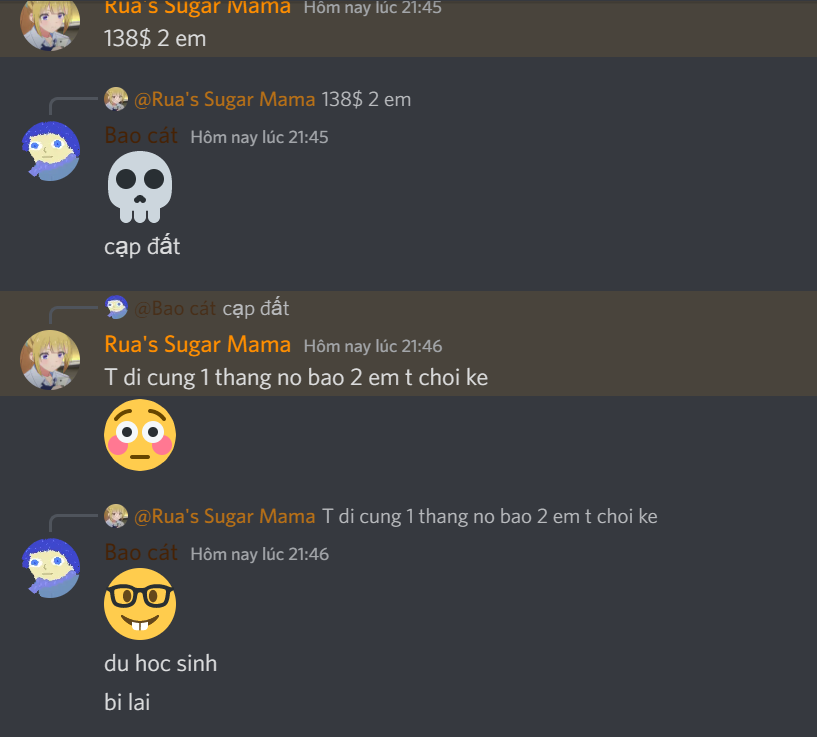 Rua's Sugar Mama Hôm nay lúc 21:45
138$ 2 em
@Rua's Sugar Mama 138$ 2 em
Bao cát Hôm nay lúc 21:45
cạp đất
@Bao cát cạp đất
Rua's Sugar Mama Hôm nay lúc 21:46
T di cung 1 thang no bao 2 em t choi ke
@Rua's Sugar Mama T di cung 1 thang no bao 2 em t choi ke
Bao cát Hôm nay lúc 21:46
du hoc sinh
bi lai